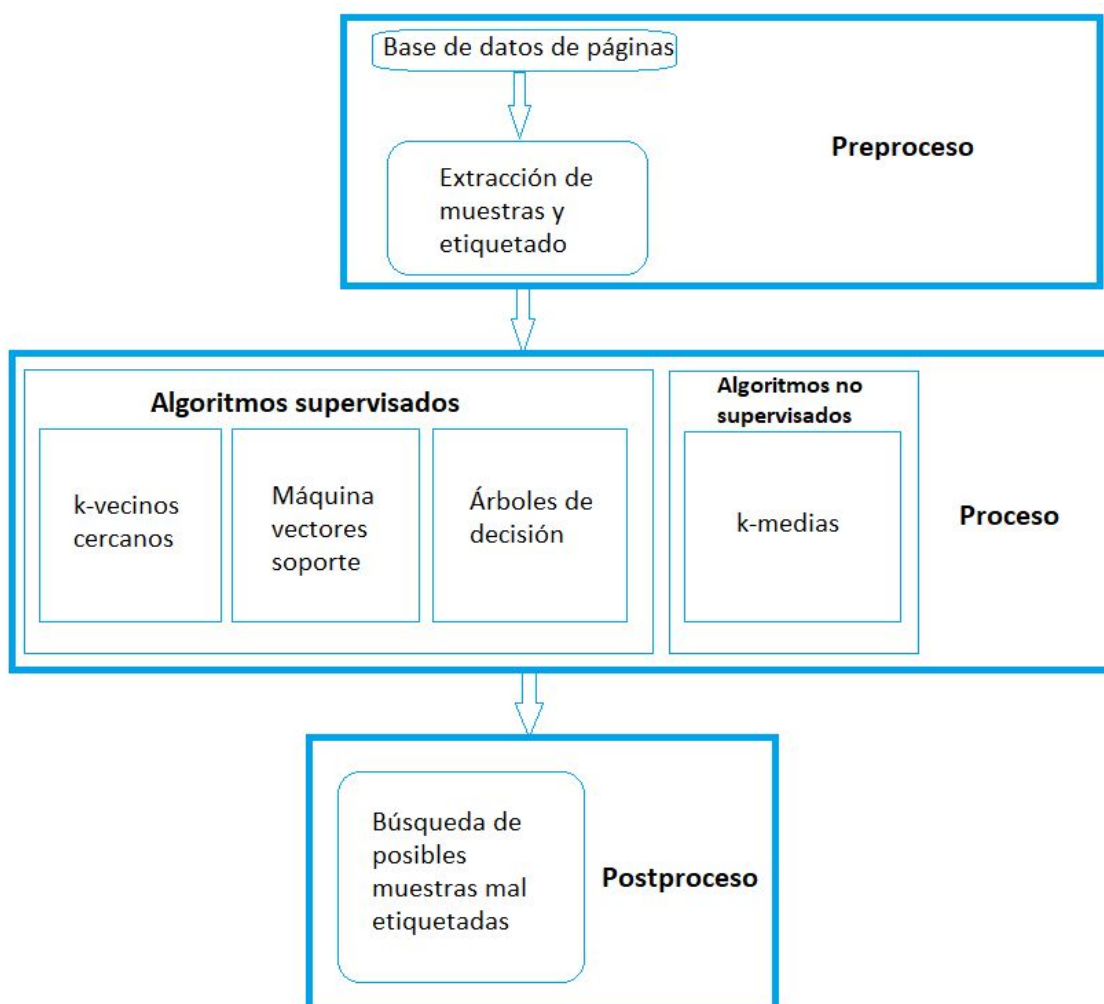 Base de datos de páginas
Extracción de
muestras y
etiquetado
Preproceso
Algoritmos supervisados
k-vecinos
cercanos
Máquina
vectores
soporte
Árboles de
decisión
Algoritmos no
supervisados
k-medias
Proceso
Búsqueda de
posibles
muestras mal
etiquetadas
Postproceso